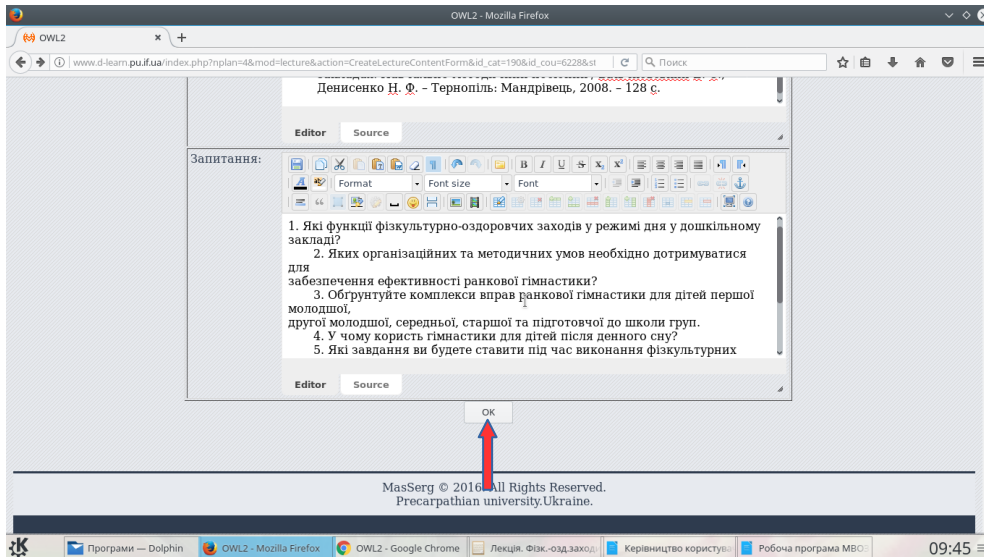 OWL2 - Mozilla Firefox
OWL2
www.d-learn.pu.if.ua/index.php?nplan=4&mod=lecture&action=CreateLectureContentForm&id_cat=190&id_cou=6228&st
Поиск
Денисенко Н. Ф. – Тернопіль: Мандрівець, 2008. – 128 с.
Editor Source
Запитання:
B I U S X₂ X²
A Format Font size Font
1. Які функції фізкультурно-оздоровчих заходів у режимі дня у дошкільному
закладі?
2. Яких організаційних та методичних умов необхідно дотримуватися
для
забезпечення ефективності ранкової гімнастики?
3. Обґрунтуйте комплекси вправ ранкової гімнастики для дітей першої
молодшої,
другої молодшої, середньої, старшої та підготовчої до школи груп.
4. У чому користь гімнастики для дітей після денного сну?
5. Які завдання ви будете ставити під час виконання фізкультурних
Editor Source
OK
MasSerg © 2016. All Rights Reserved.
Precarpathian university.Ukraine.
Програми — Dolphin OWL2 - Mozilla Firefox OWL2 - Google Chrome Лекція. Фізк.-озд.заход Керівництво користува Робоча програма МВО 09:45